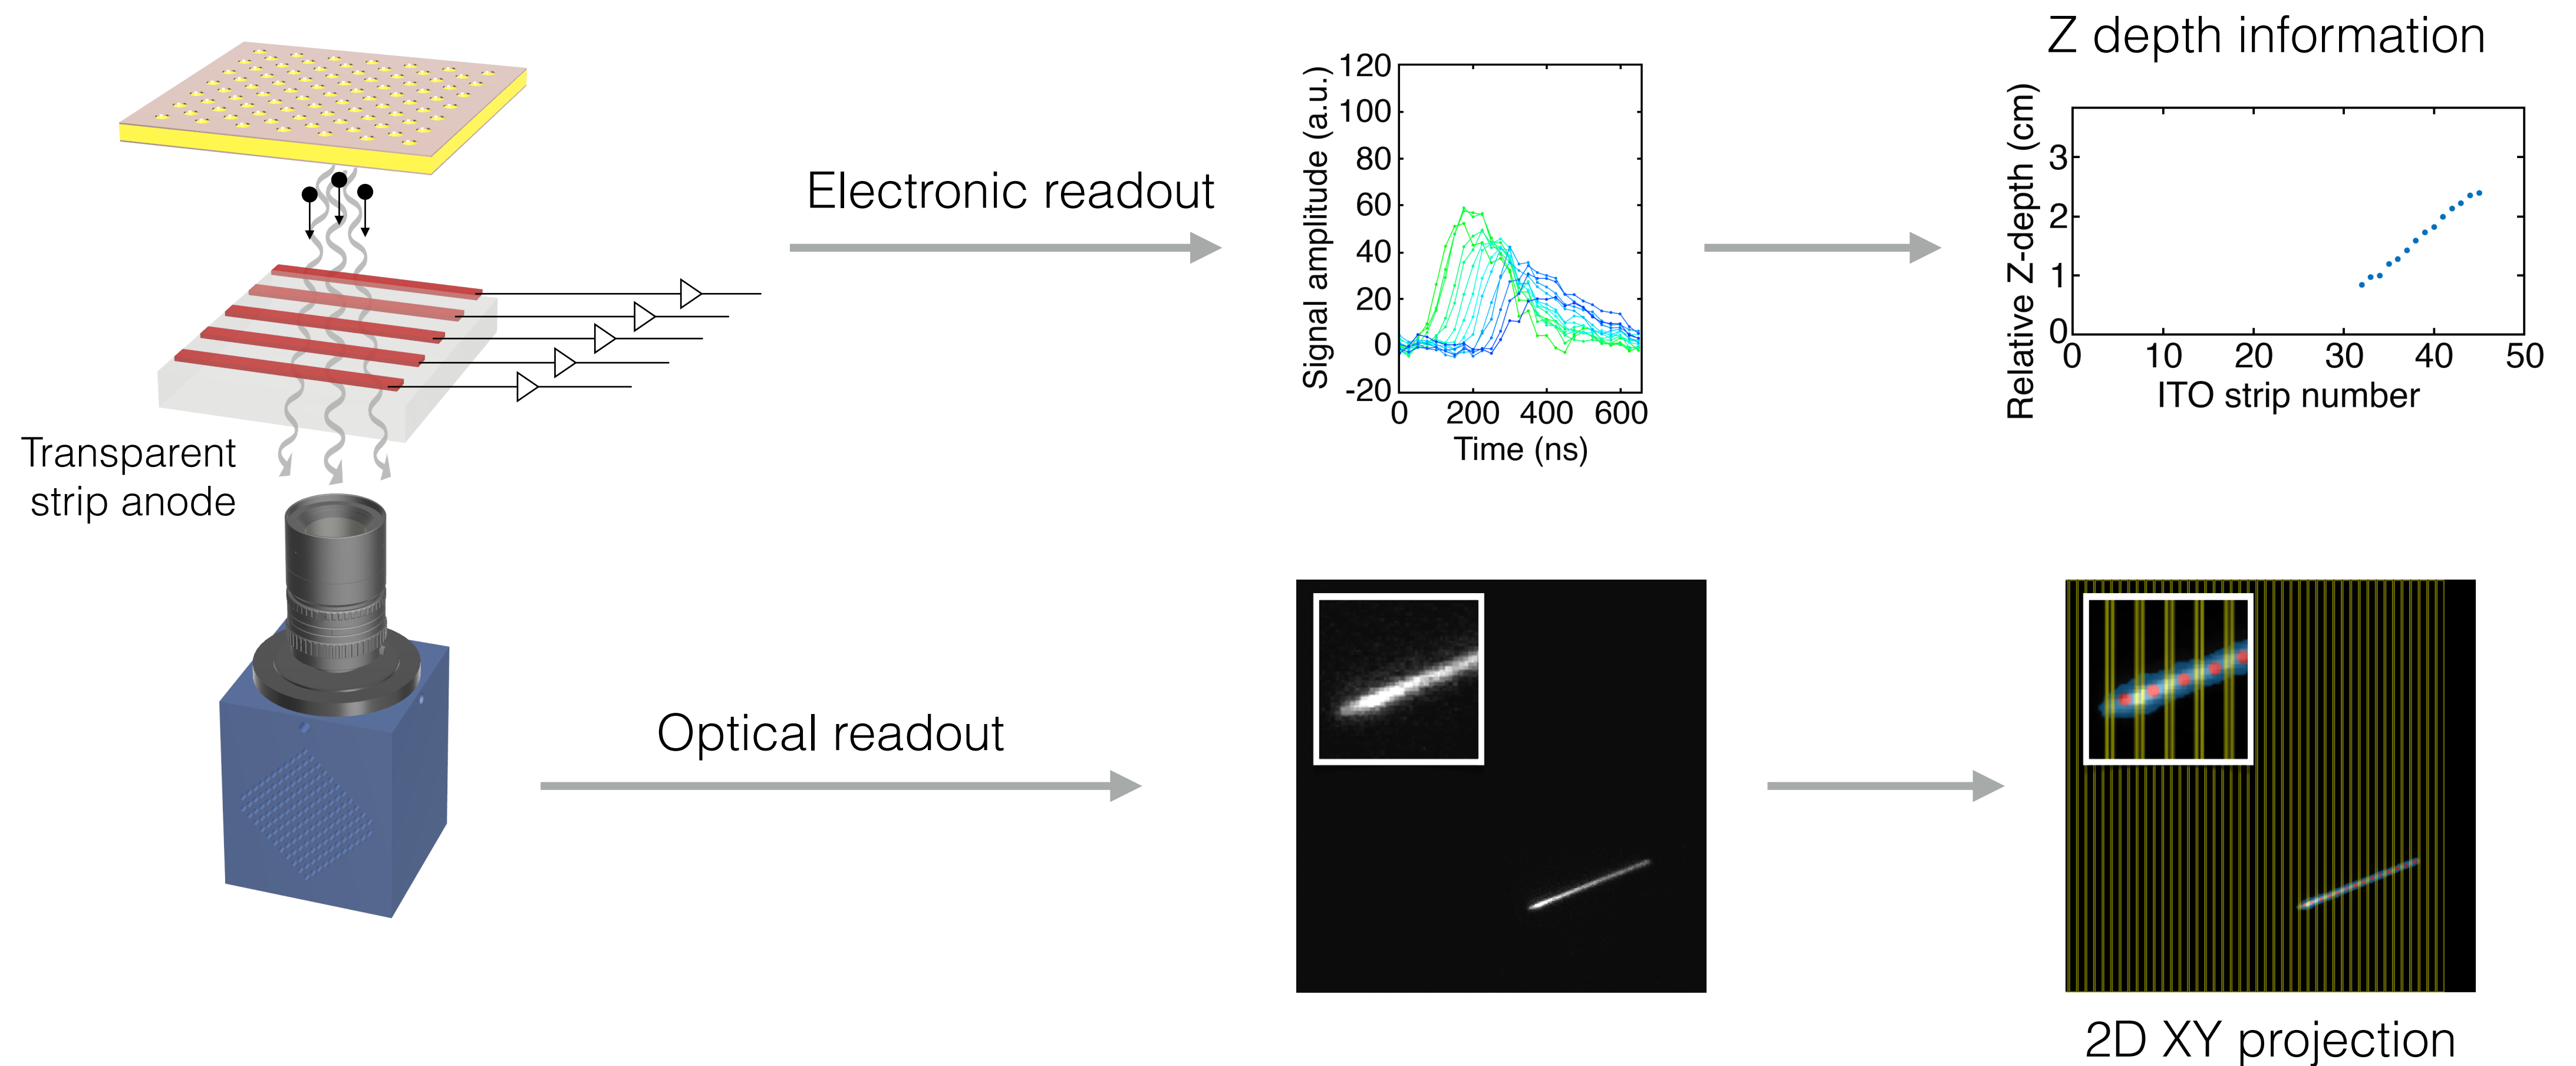 Z depth information
Electronic readout
Signal amplitude (a.u.)
120
100
80
60
40
20
0
-20
0 200 400 600
Time (ns)
Relative Z-depth (cm)
3
2
1
0
0 10 20 30 40 50
ITO strip number
Transparent
strip anode
Optical readout
2D XY projection